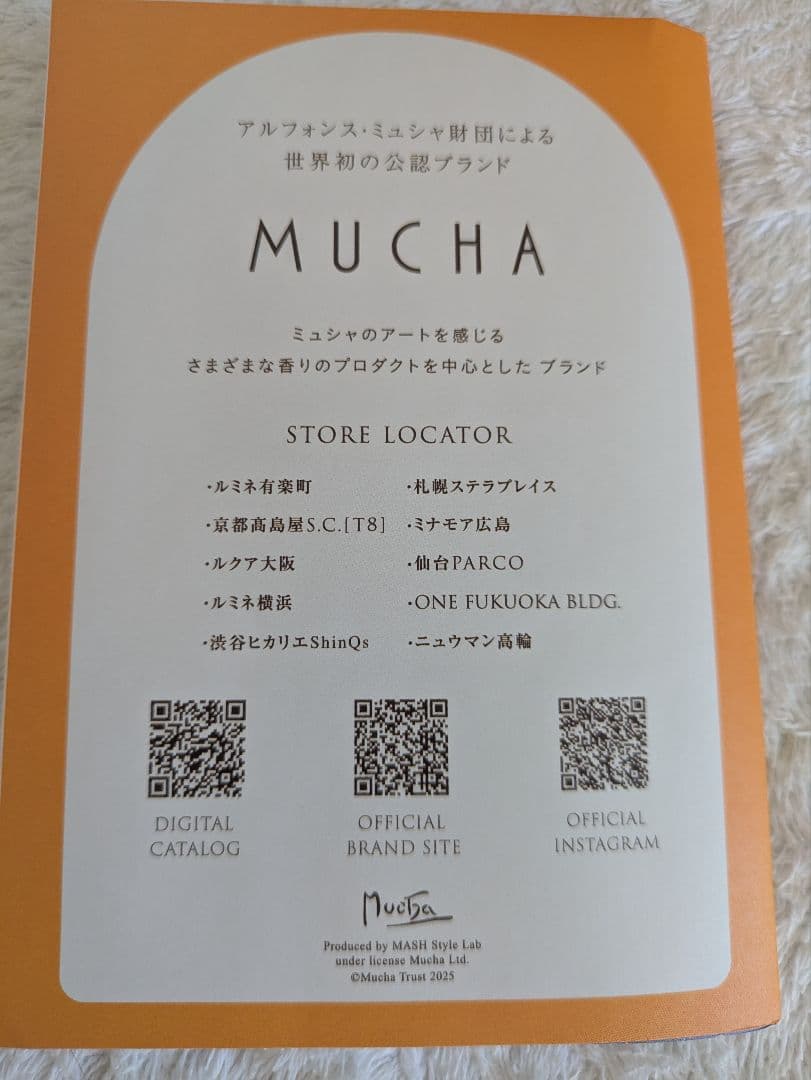 アルフォンス・ミュシャ財団による
世界初の公認ブランド
MUCHA
ミュシャのアートを感じる
さまざまな香りのプロダクトを中心とした ブランド
STORE LOCATOR
・ルミネ有楽町
・京都髙島屋S.C.[T8]
・ルクア大阪
・ルミネ横浜
・渋谷ヒカリエShinQs
・札幌ステラプレイス
・ミナモア広島
・仙台PARCO
・ONE FUKUOKA BLDG.
・ニュウマン高輪
DIGITAL
CATALOG
OFFICIAL
BRAND SITE
OFFICIAL
INSTAGRAM
Mucha
Produced by MASH Style Lab
under license Mucha Ltd.
©Mucha Trust 2025